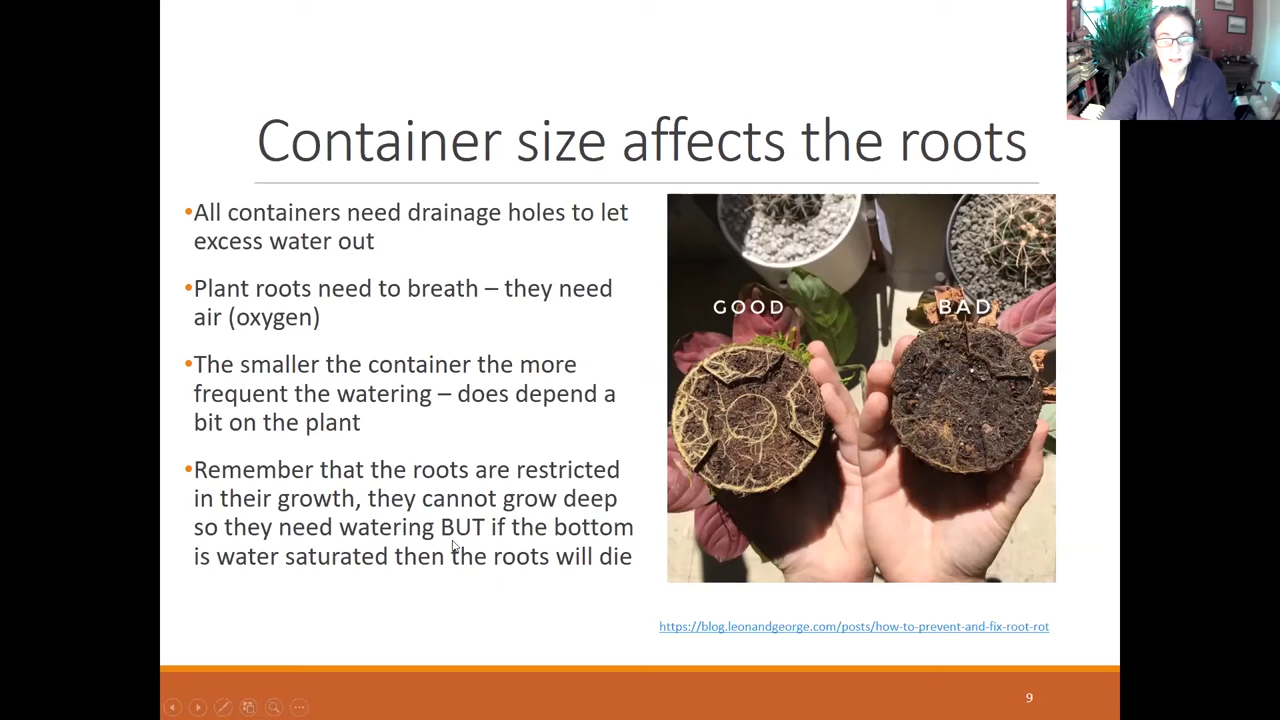 Container size affects the roots
•All containers need drainage holes to let
excess water out
•Plant roots need to breath – they need
air (oxygen)
•The smaller the container the more
frequent the watering – does depend a
bit on the plant
•Remember that the roots are restricted
in their growth, they cannot grow deep
so they need watering BUT if the bottom
is water saturated then the roots will die
GOOD
BAD
https://blog.leonandgeorge.com/posts/how-to-prevent-and-fix-root-rot
9